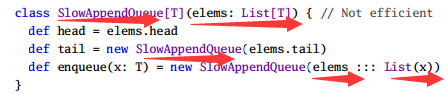 class SlowAppendQueue[T](elems: List[T]) { // Not efficient
  def head = elems.head
  def tail = new SlowAppendQueue(elems.tail)
  def enqueue(x: T) = new SlowAppendQueue(elems ::: List(x))
}